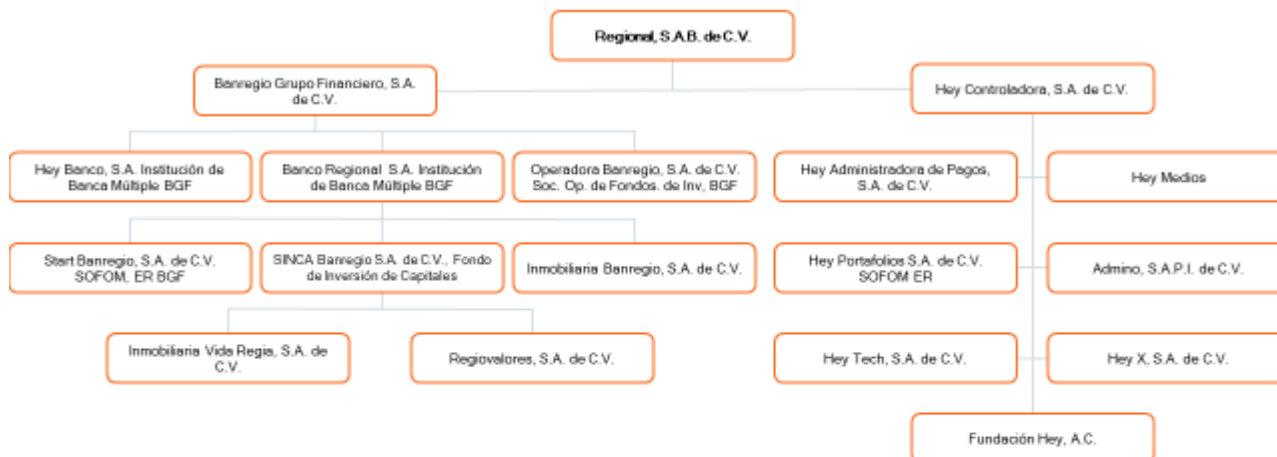 Regional, S.A.B. de C.V.
Banregio Grupo Financiero, S.A.
de C.V.
Hey Controladora, S.A. de C.V.
Hey Banco, S.A. Institución de
Banca Múltiple BGF
Banco Regional S.A. Institución
de Banca Múltiple BGF
Operadora Banregio, S.A. de C.V.
Soc. Op. de Fondos. de Inv, BGF
Hey Administradora de Pagos,
S.A. de C.V.
Hey Medios
Start Banregio, S.A. de C.V.
SOFOM, ER BGF
SINCA Banregio S.A. de C.V., Fondo
de Inversión de Capitales
Inmobiliaria Banregio, S.A. de C.V.
Hey Portafolios S.A. de C.V.
SOFOM ER
Admino, S.A.P.I. de C.V.
Inmobiliaria Vida Regia, S.A. de
C.V.
Regiovalores, S.A. de C.V.
Hey Tech, S.A. de C.V.
Hey X, S.A. de C.V.
Fundación Hey, A.C.